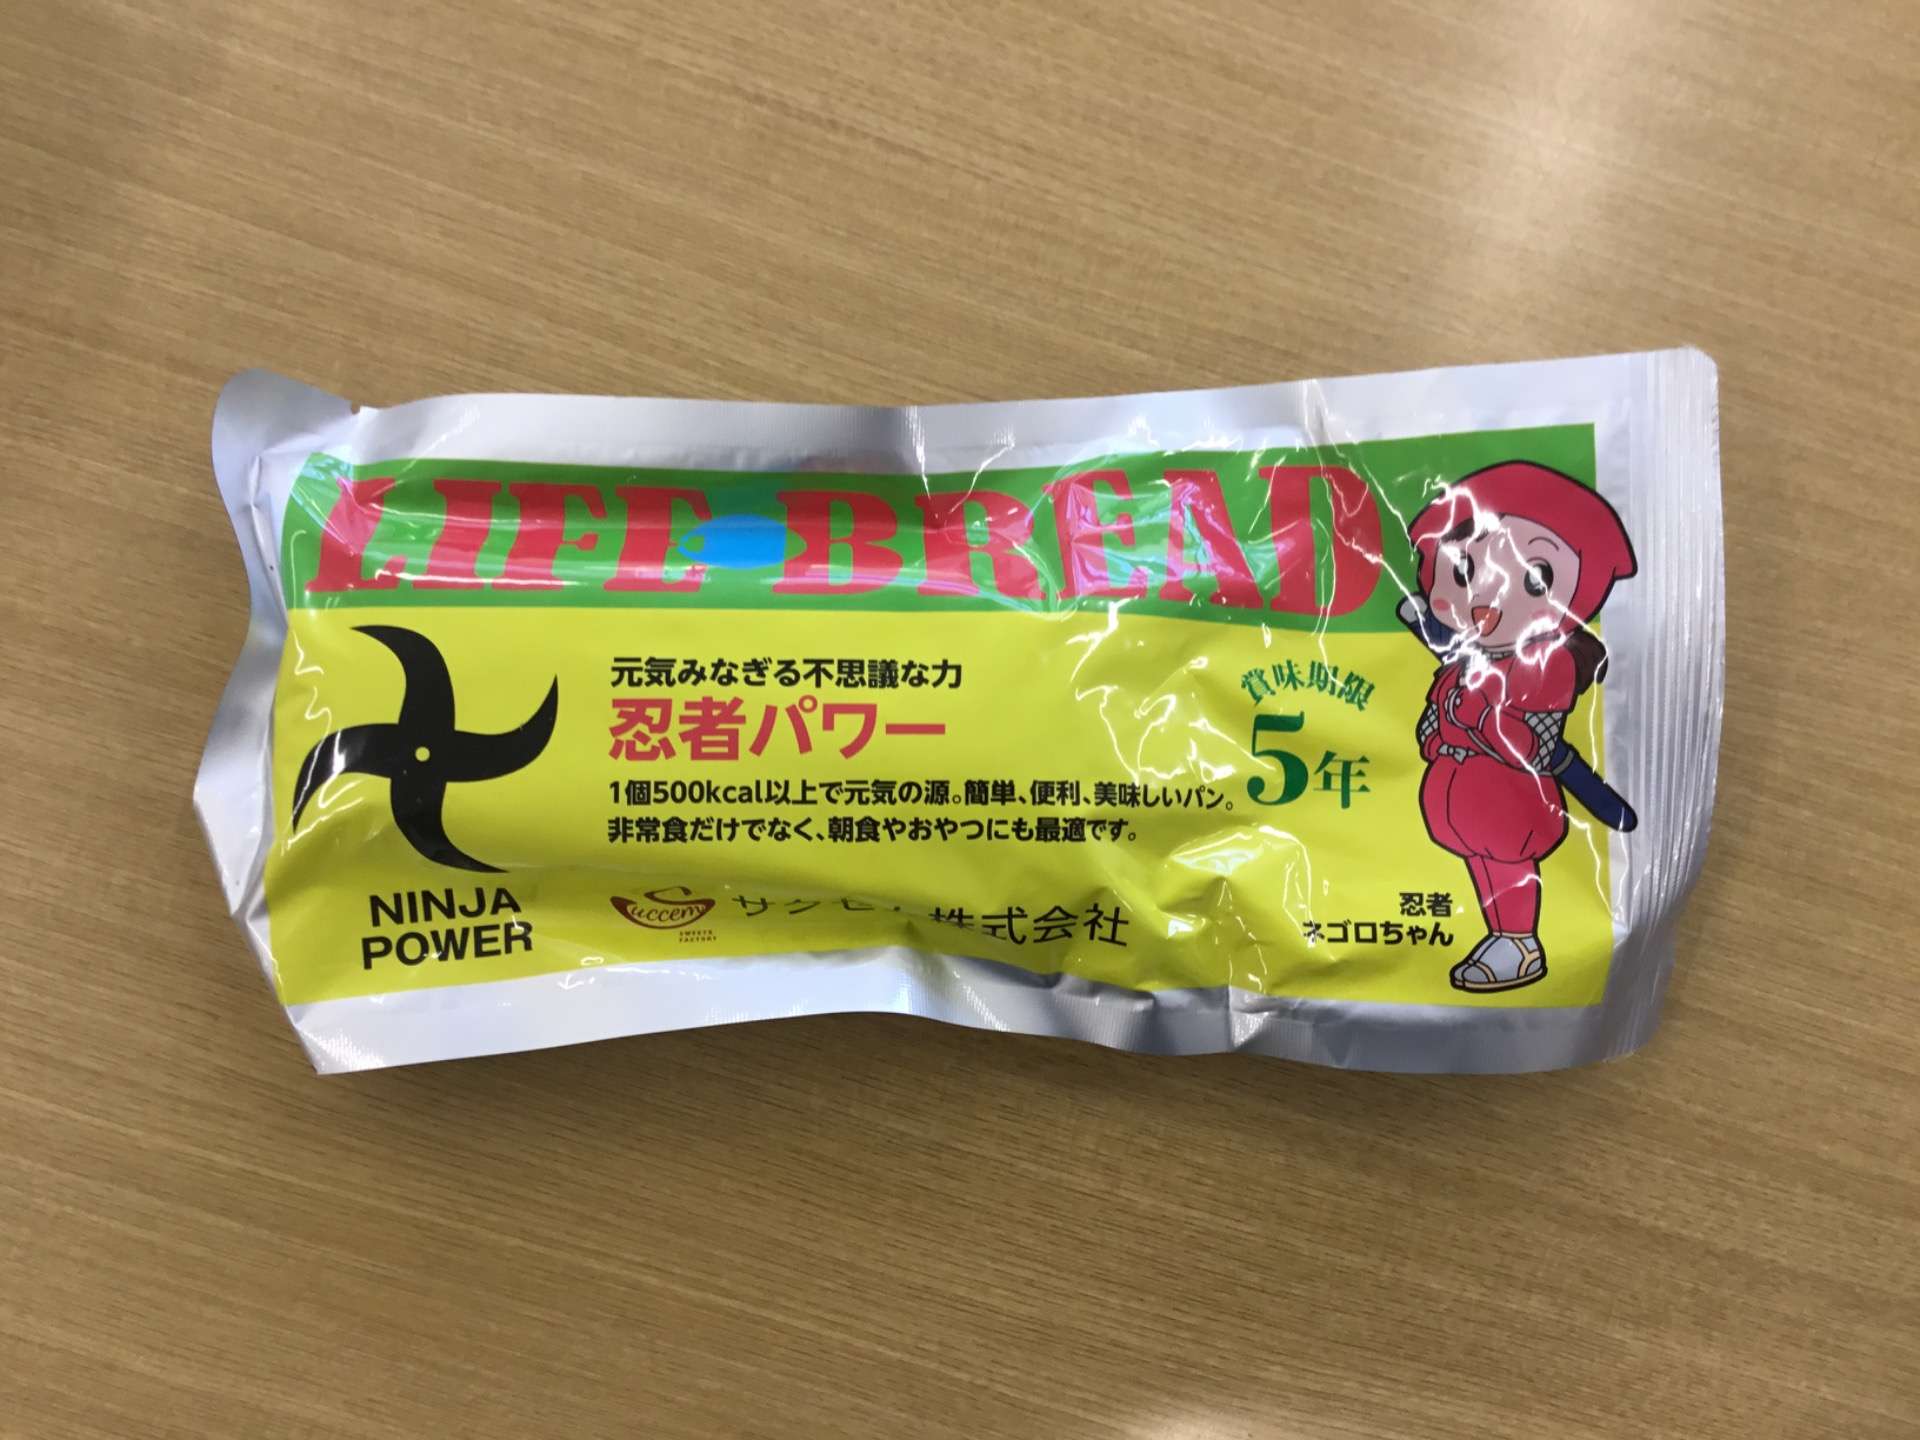 LIFE BREAD
元気みなぎる不思議な力
忍者パワー
1個500kcal以上で元気の源。簡単、便利、美味しいパン。
非常食だけでなく、朝食やおやつにも最適です。
賞味期限
5年
NINJA
POWER
Succem
SWEETS
FACTORY
株式会社
忍者
ネゴロちゃん